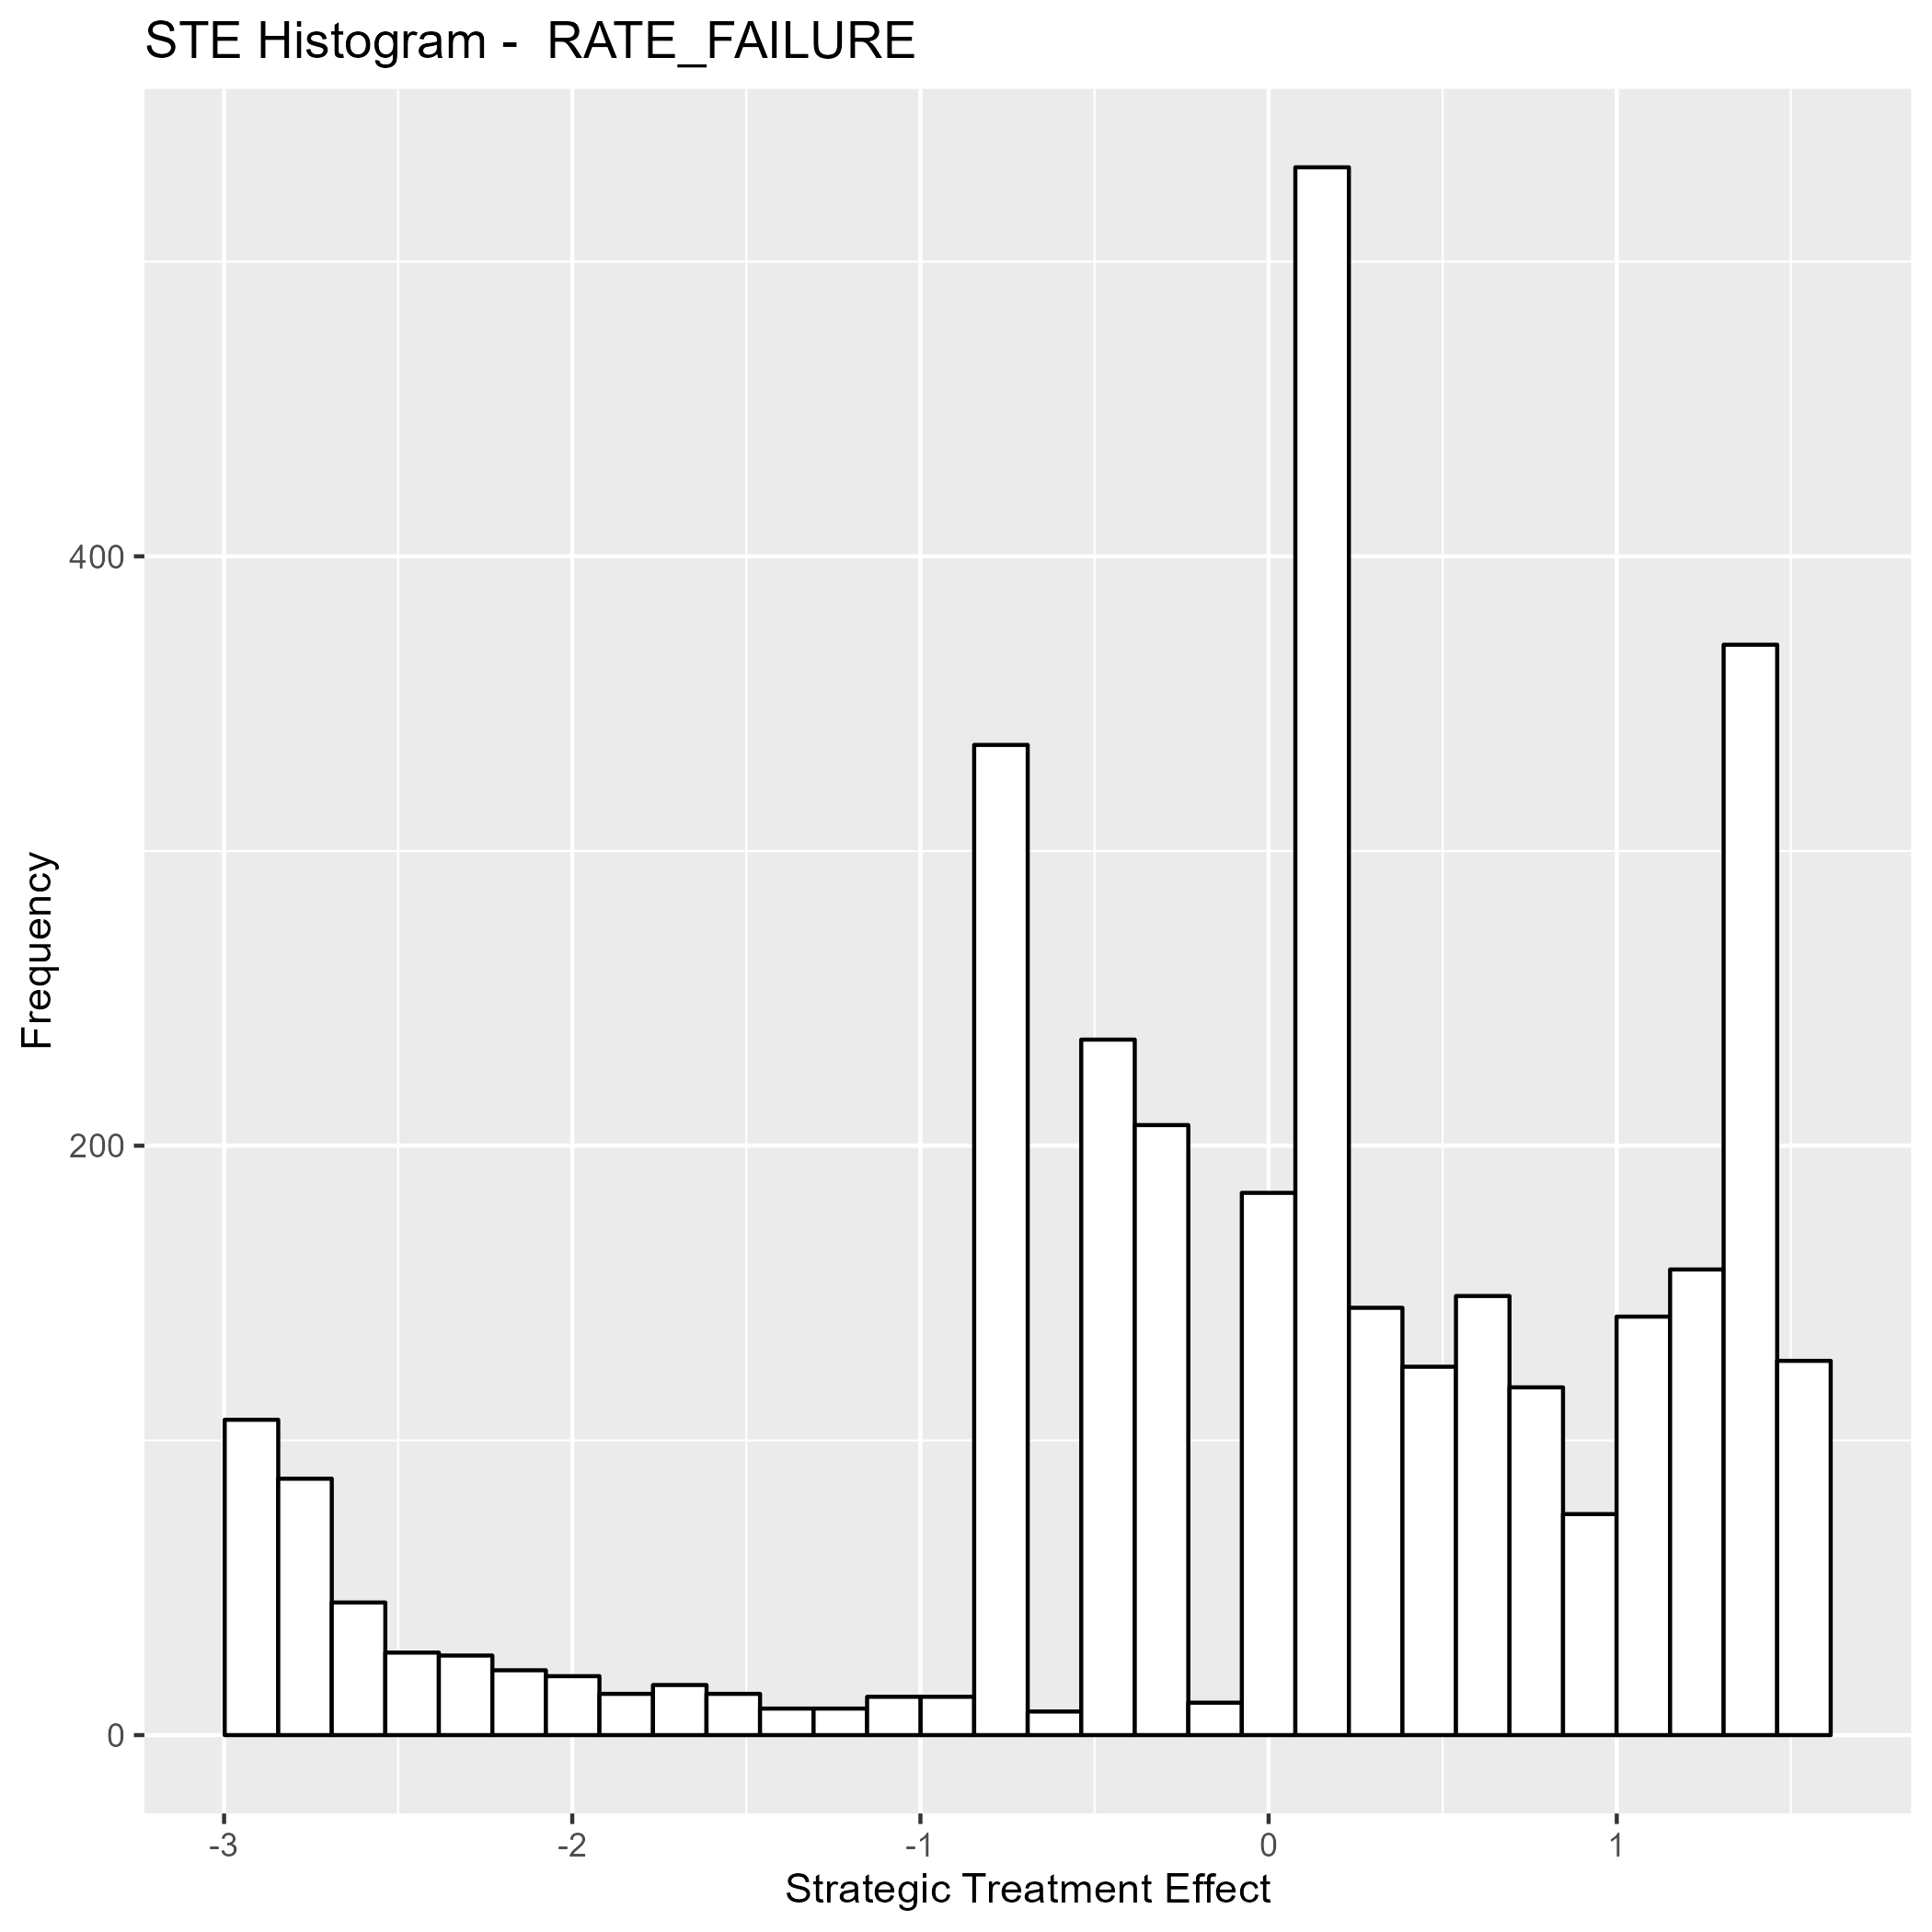 STE Histogram -  RATE_FAILURE
Frequency
400
200
0
-3 -2 -1 0 1
Strategic Treatment Effect